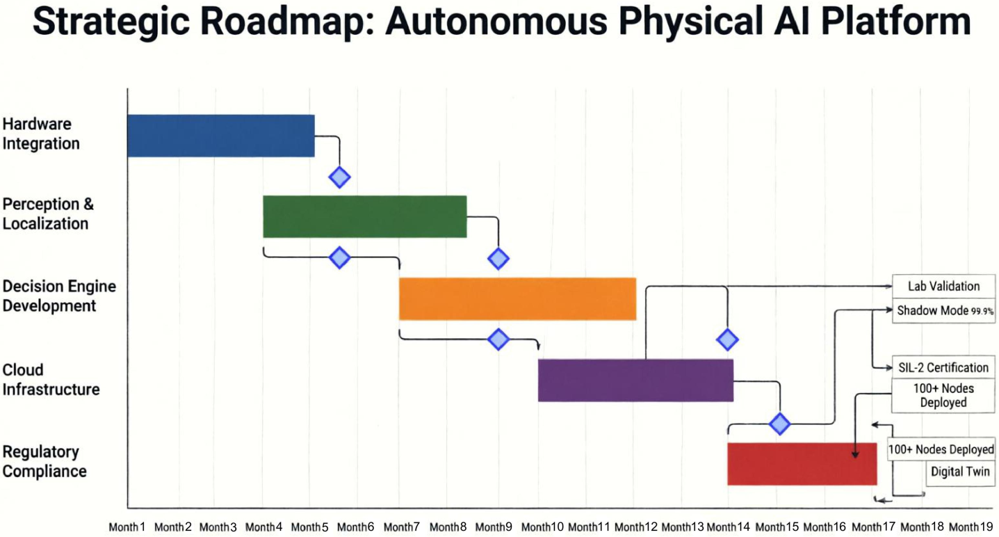 Strategic Roadmap: Autonomous Physical AI Platform
Hardware
Integration
Perception &
Localization
Decision Engine
Development
Cloud
Infrastructure
Regulatory
Compliance
Lab Validation
Shadow Mode 99.9%
SIL-2 Certification
100+ Nodes
Deployed
100+ Nodes Deployed
Digital Twin
Month1 Month2 Month3 Month4 Month5 Month6 Month7 Month8 Month9 Month10 Month11 Month12 Month13 Month14 Month15 Month16 Month17 Month18 Month19